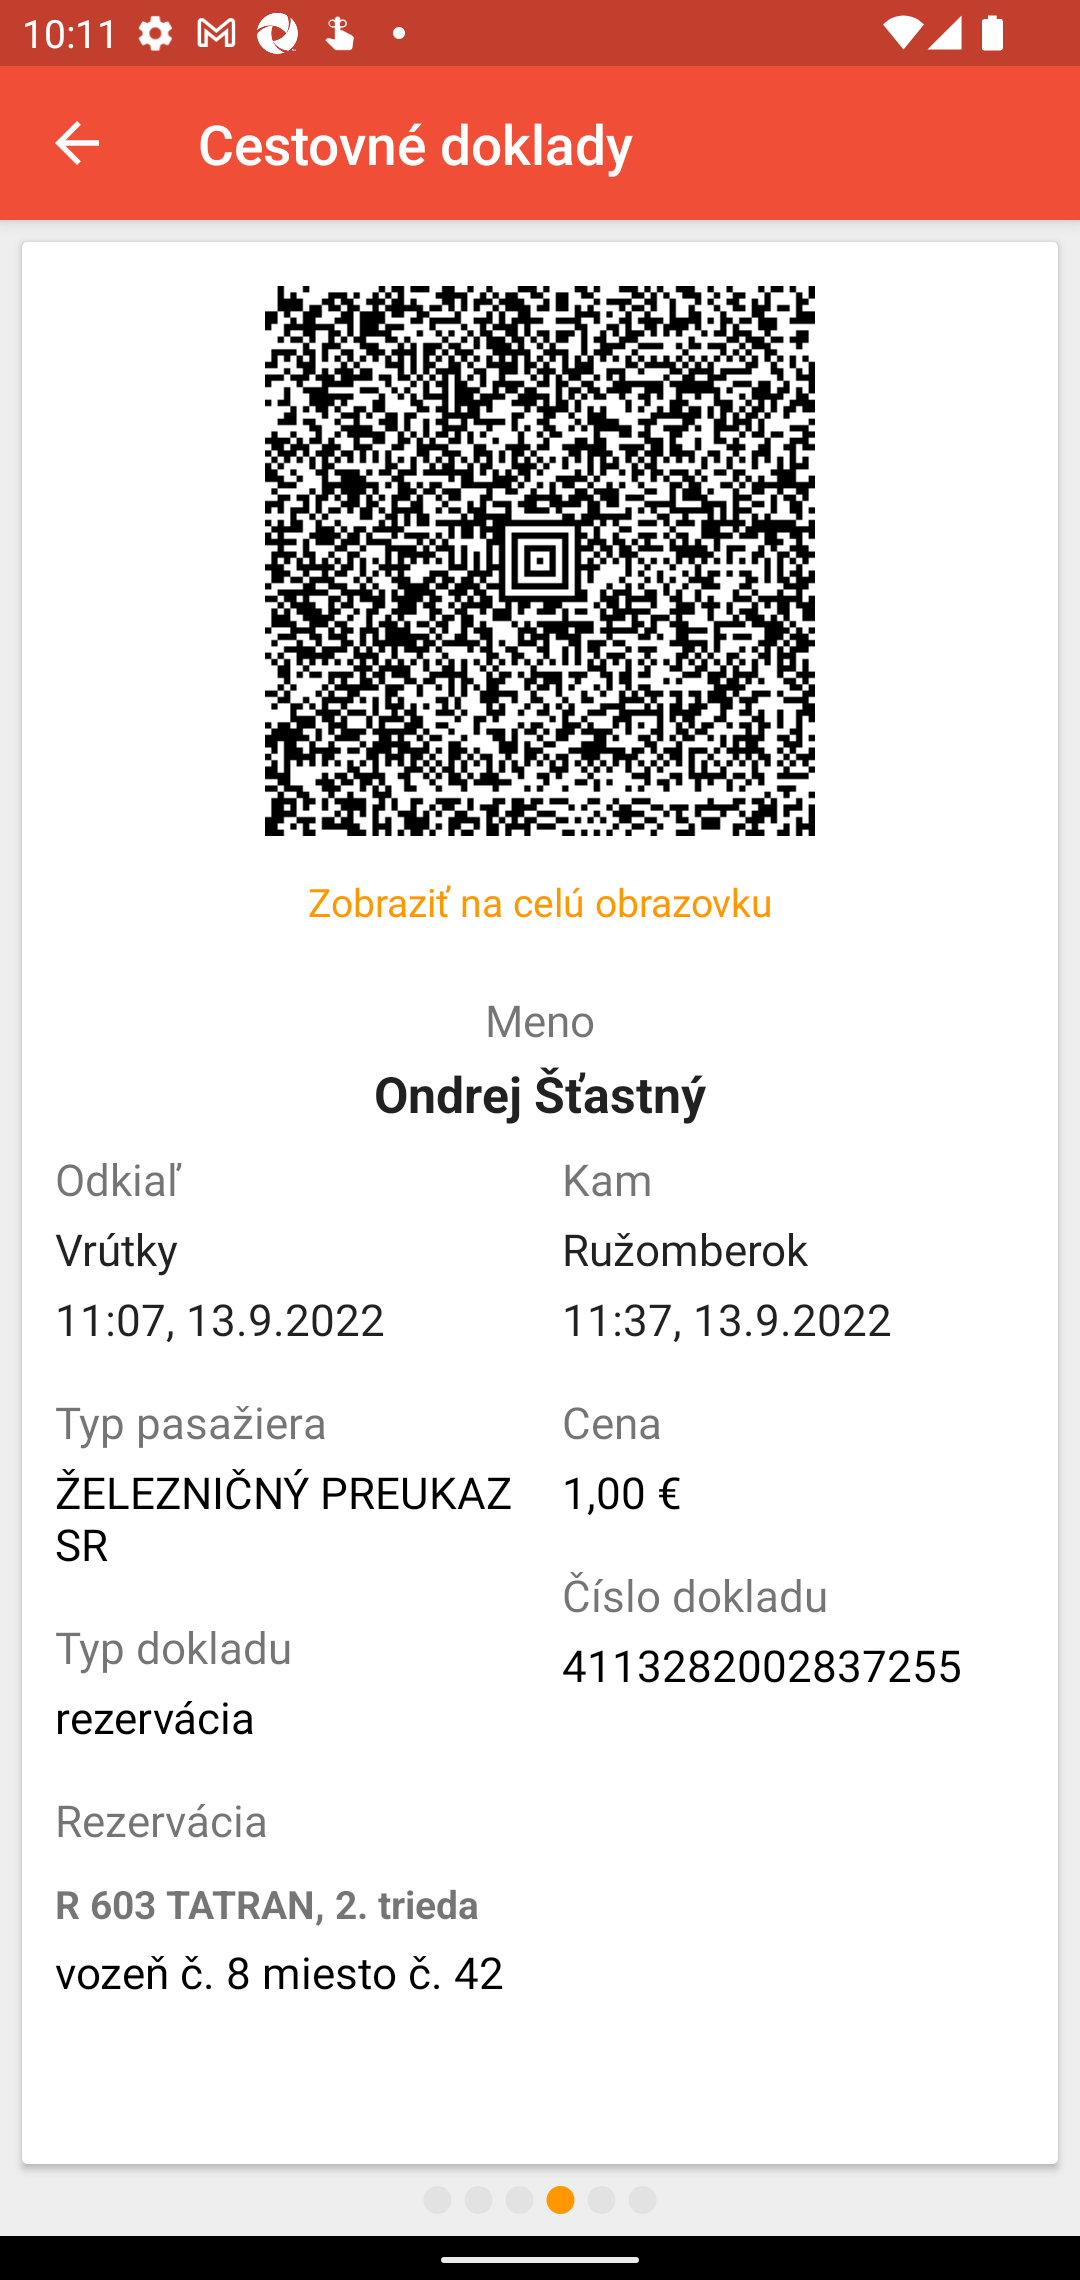 10:11
Cestovné doklady
Zobraziť na celú obrazovku
Meno
Ondrej Šťastný
Odkiaľ
Kam
Vrútky
Ružomberok
11:07, 13.9.2022
11:37, 13.9.2022
Typ pasažiera
Cena
ŽELEZNIČNÝ PREUKAZ
SR
1,00 €
Číslo dokladu
4113282002837255
Typ dokladu
rezervácia
Rezervácia
R 603 TATRAN, 2. trieda
vozeň č. 8 miesto č. 42